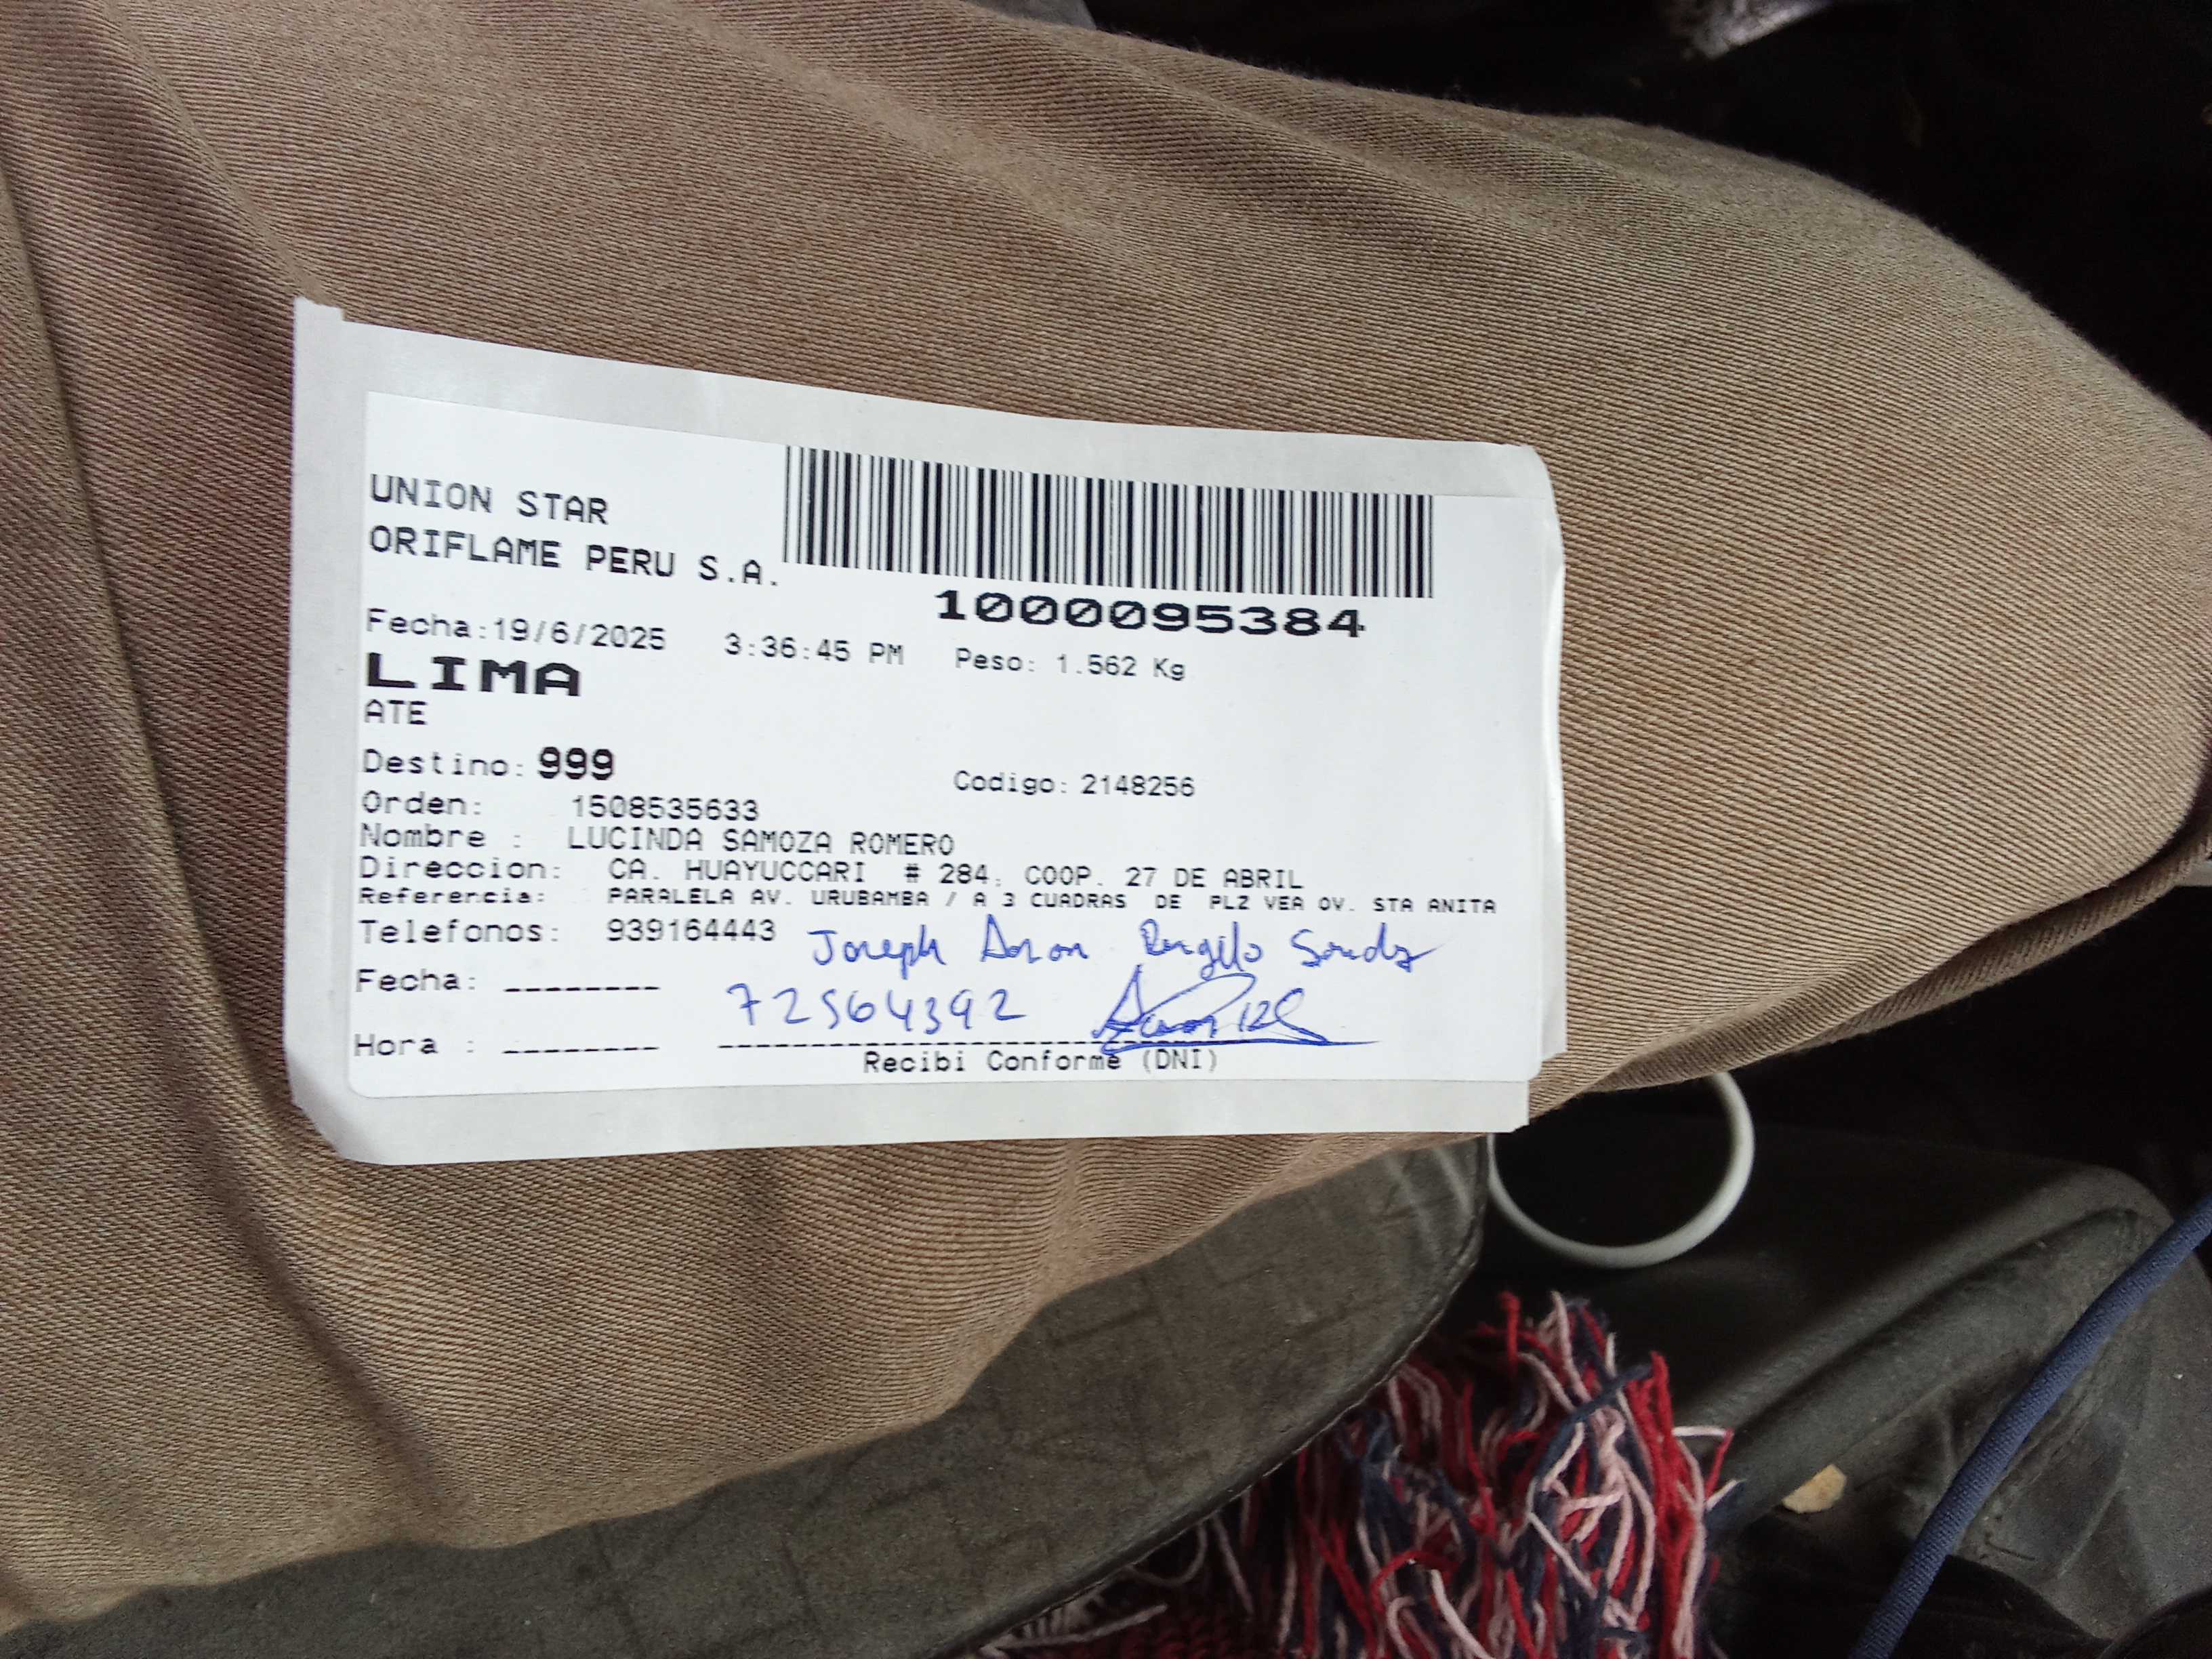 UNION STAR
ORIFLAME PERU S.A.
1000095384
Fecha:19/6/2025 3:36:45 PM Peso: 1.562 Kg
LIMA
ATE
Destino: 999 Codigo: 2148256
Orden: 1508535633
Nombre : LUCINDA SAMOZA ROMERO
Direccion: CA. HUAYUCCARI # 284. COOP. 27 DE ABRIL
Referencia: PARALELA AV. URUBAMBA / A 3 CUADRAS DE PLZ VEA OV. STA ANITA
Telefonos: 939164443 Joseph
Fecha: --------
72564392
Hora : --------
Recibi Conforme (DNI)